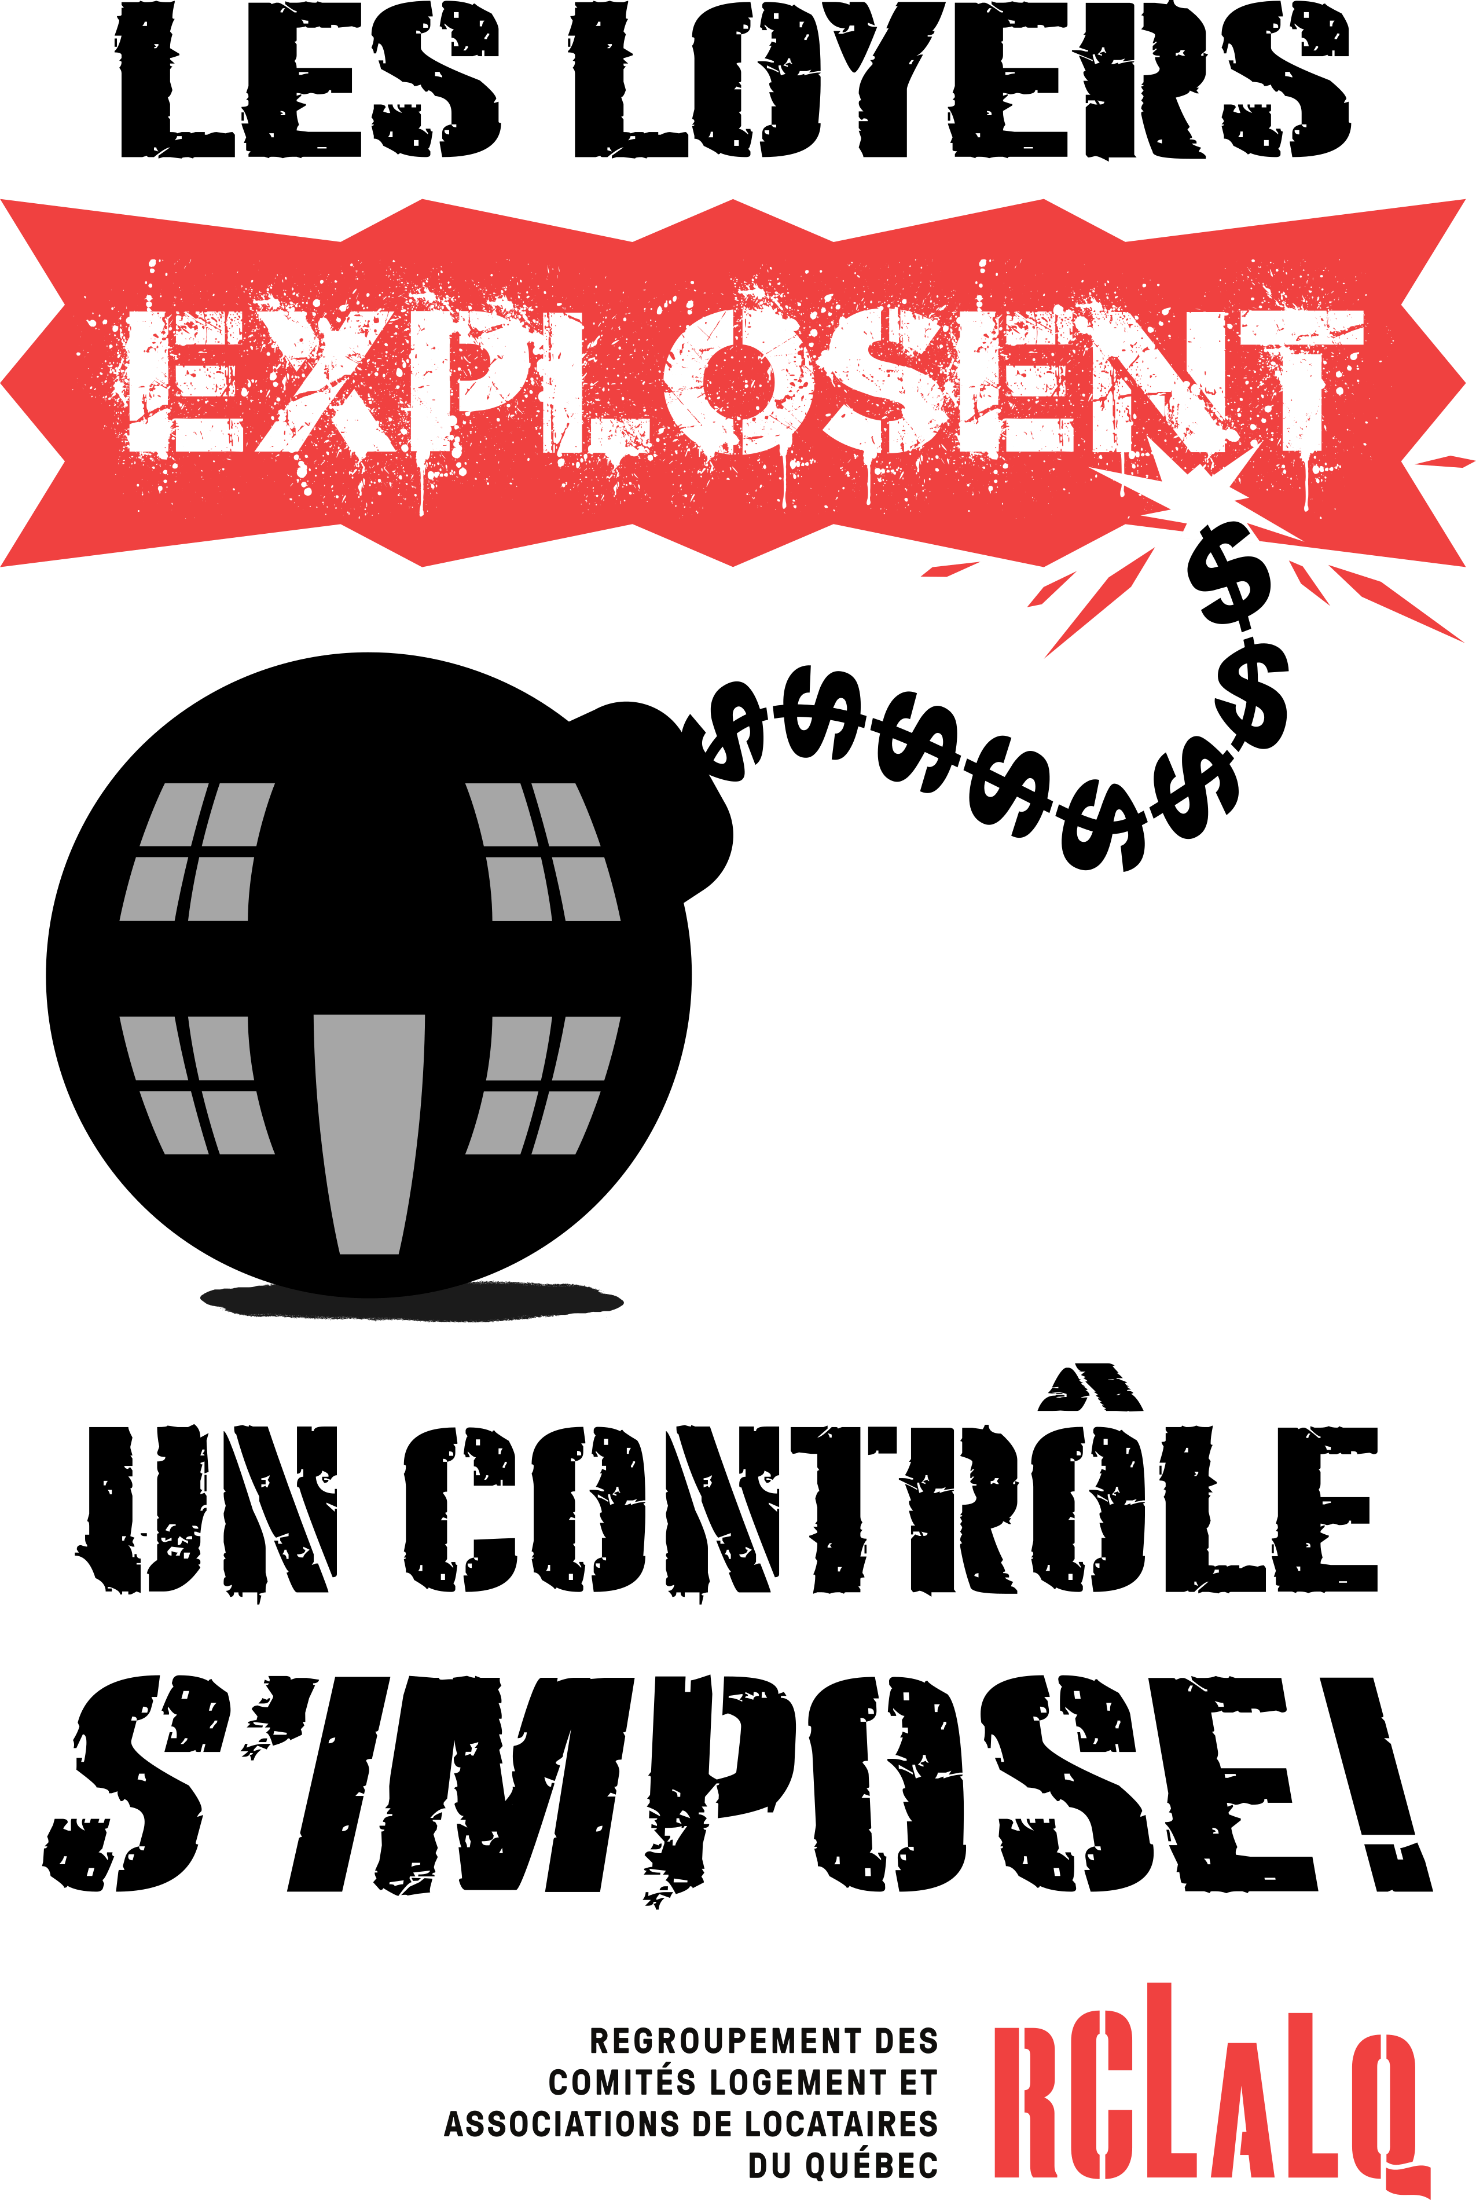 LES LOYERS
EXPLOSENT
$ $ $ $ $ $ $ $
UN CONTRÔLE
S'IMPOSE !
REGROUPEMENT DES
COMITÉS LOGEMENT ET
ASSOCIATIONS DE LOCATAIRES
DU QUÉBEC
RCLALQ